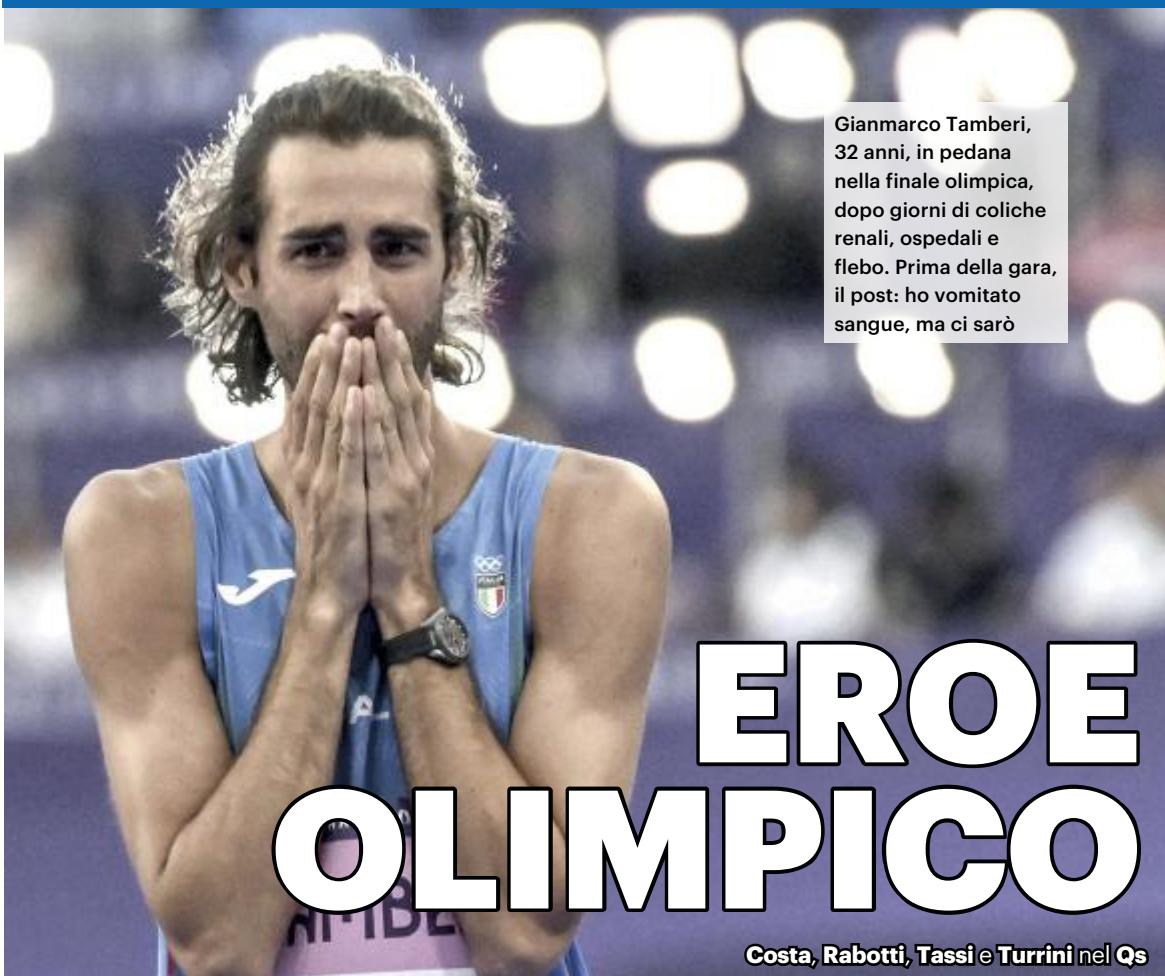 Gianmarco Tamberi,
32 anni, in pedana
nella finale olimpica,
dopo giorni di coliche
renali, ospedali e
flebo. Prima della gara,
il post: ho vomitato
sangue, ma ci sarò
ITALIA
EROE
OLIMPICO
Costa, Rabotti, Tassi e Turrini nel Qs